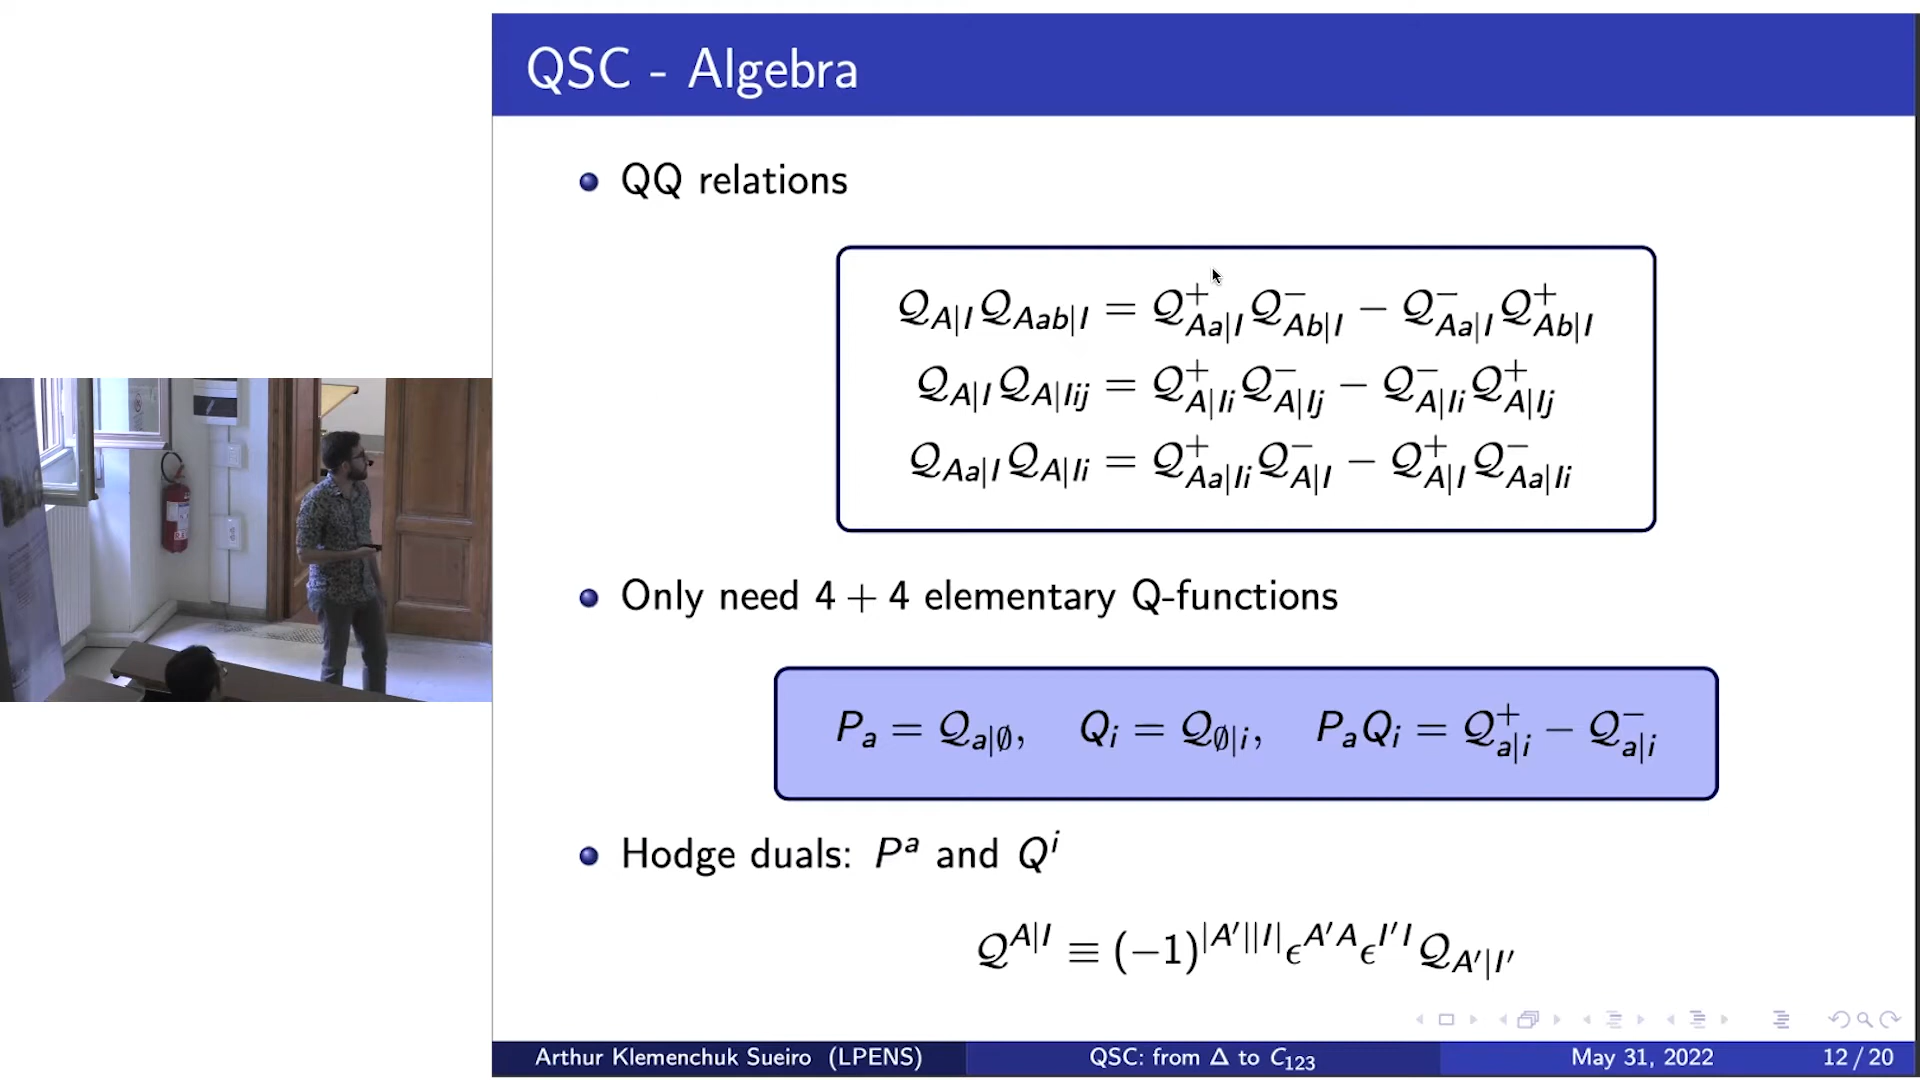 QSC - Algebra
QQ relations
𝒬_{A|I}𝒬_{Aab|I} = 𝒬^+_{Aa|I}𝒬^-_{Ab|I} − 𝒬^-_{Aa|I}𝒬^+_{Ab|I}
𝒬_{A|I}𝒬_{A|Iij} = 𝒬^+_{A|Ii}𝒬^-_{A|Ij} − 𝒬^-_{A|Ii}𝒬^+_{A|Ij}
𝒬_{Aa|I}𝒬_{A|Ii} = 𝒬^+_{Aa|Ii}𝒬^-_{A|I} − 𝒬^+_{A|I}𝒬^-_{Aa|Ii}
Only need 4 + 4 elementary Q-functions
P_a = 𝒬_{a|∅}, Q_i = 𝒬_{∅|i}, P_aQ_i = 𝒬^+_{a|i} − 𝒬^-_{a|i}
Hodge duals: P^a and Q^i
𝒬^{A|I} ≡ (−1)^{|A′||I|}ϵ^{A′A}ϵ^{I′I}𝒬_{A′|I′}
Arthur Klemenchuk Sueiro (LPENS) QSC: from Δ to C_{123} May 31, 2022 12 / 20